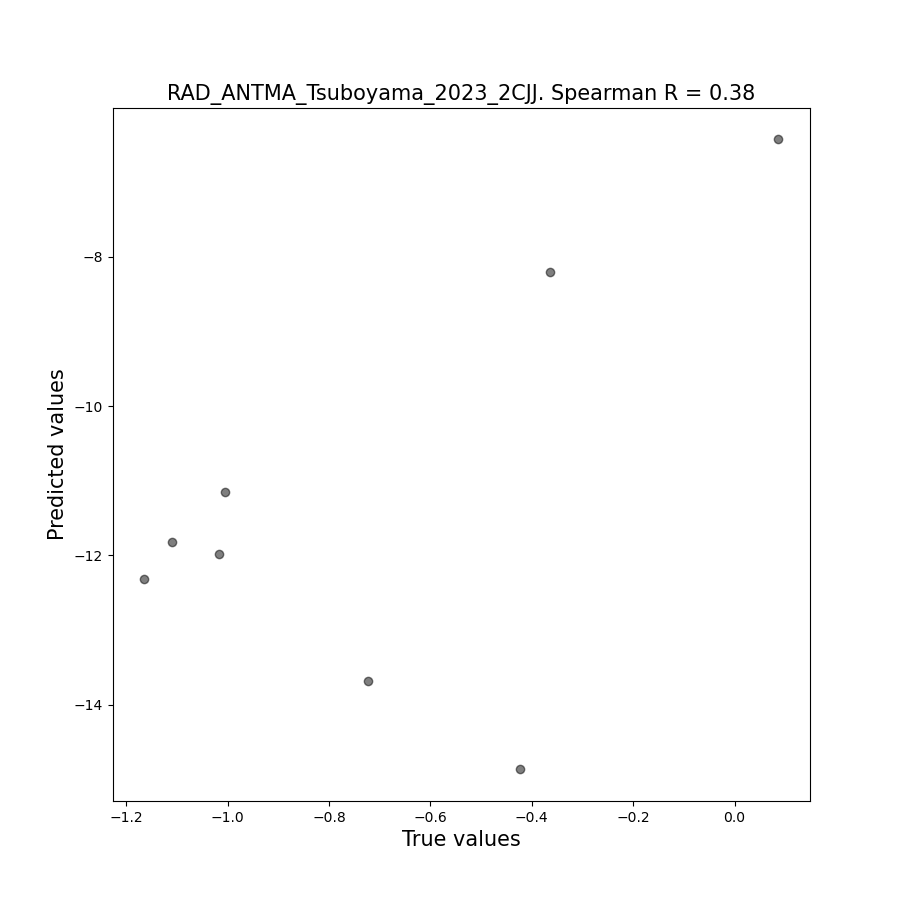 RAD_ANTMA_Tsuboyama_2023_2CJJ. Spearman R = 0.38
Predicted values
−8
−10
−12
−14
−1.2 −1.0 −0.8 −0.6 −0.4 −0.2 0.0
True values